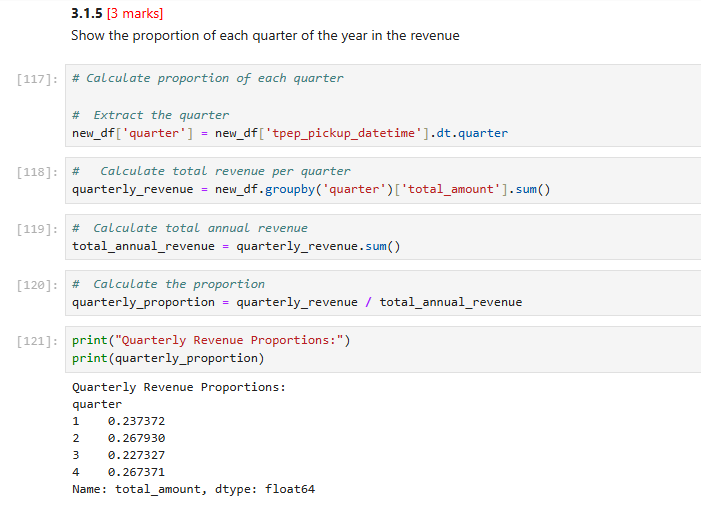 3.1.5 [3 marks]
Show the proportion of each quarter of the year in the revenue
[117]: # Calculate proportion of each quarter
#  Extract the quarter
new_df['quarter'] = new_df['tpep_pickup_datetime'].dt.quarter
[118]: #   Calculate total revenue per quarter
quarterly_revenue = new_df.groupby('quarter')['total_amount'].sum()
[119]: #  Calculate total annual revenue
total_annual_revenue = quarterly_revenue.sum()
[120]: #  Calculate the proportion
quarterly_proportion = quarterly_revenue / total_annual_revenue
[121]: print("Quarterly Revenue Proportions:")
print(quarterly_proportion)
Quarterly Revenue Proportions:
quarter
1    0.237372
2    0.267930
3    0.227327
4    0.267371
Name: total_amount, dtype: float64